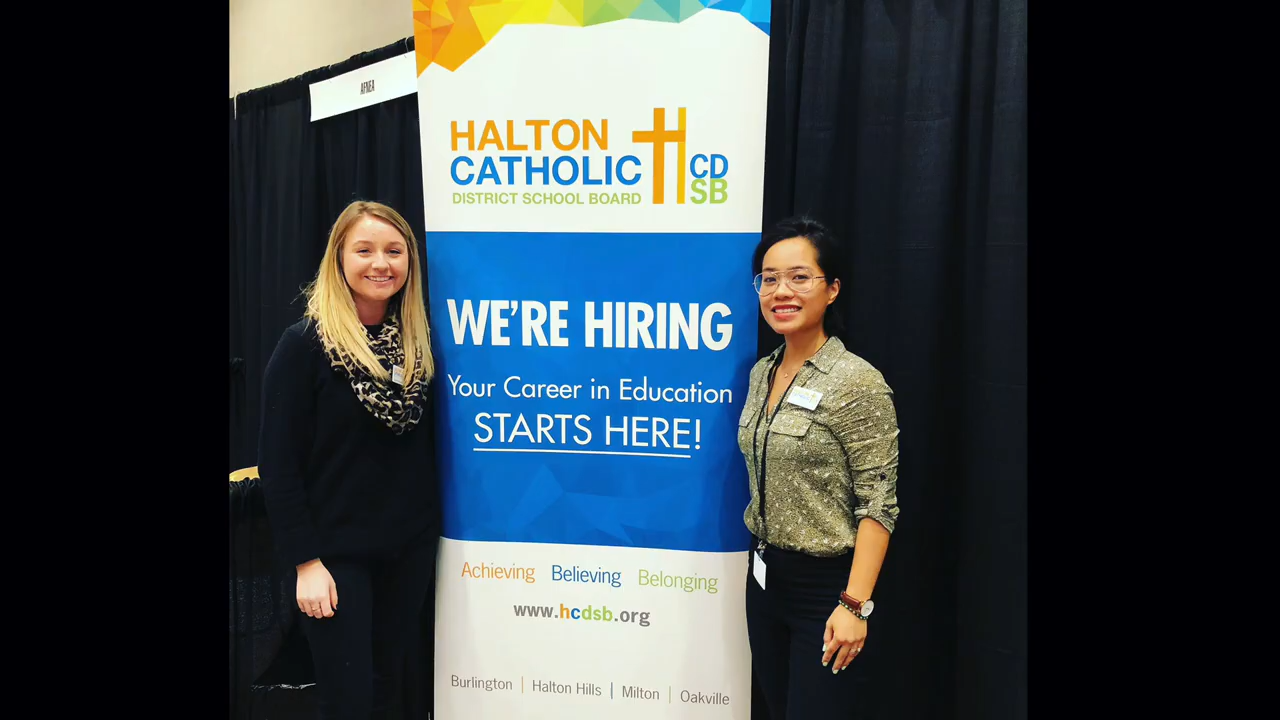 AFNEA
HALTON
CATHOLIC
DISTRICT SCHOOL BOARD
CD
SB
WE'RE HIRING
Your Career in Education
STARTS HERE!
Achieving Believing Belonging
www.hcdsb.org
Burlington | Halton Hills | Milton | Oakville